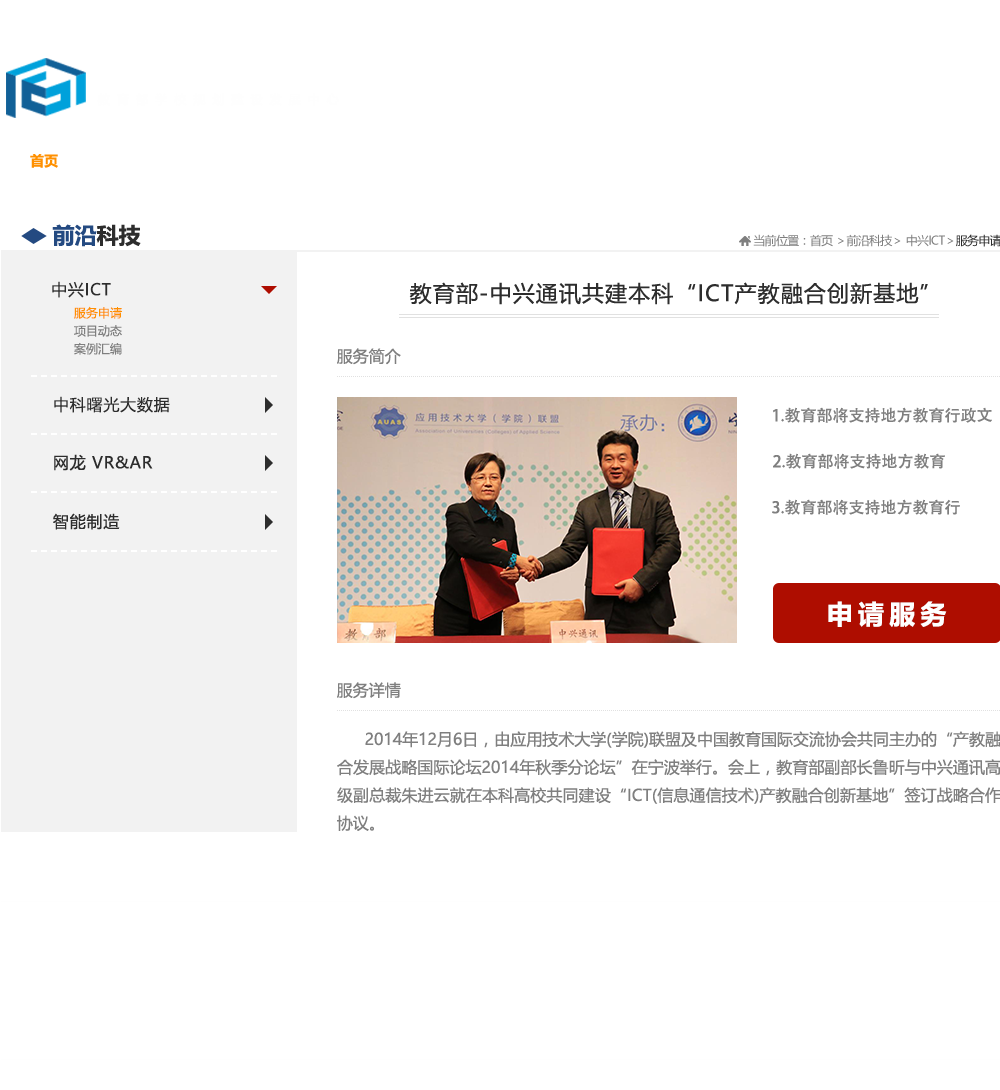 首页
前沿科技
当前位置：首页 > 前沿科技 > 中兴ICT > 服务申请
中兴ICT
服务申请
项目动态
案例汇编
中科曙光大数据
网龙 VR&AR
智能制造
教育部-中兴通讯共建本科“ICT产教融合创新基地”
服务简介
AUAS
应用技术大学（学院）联盟
Association of Universities (Colleges) of Applied Science
承办：
教育部
中兴通讯
1.教育部将支持地方教育行政文
2.教育部将支持地方教育
3.教育部将支持地方教育行
申请服务
服务详情
2014年12月6日，由应用技术大学(学院)联盟及中国教育国际交流协会共同主办的“产教融
合发展战略国际论坛2014年秋季分论坛”在宁波举行。会上，教育部副部长鲁昕与中兴通讯高
级副总裁朱进云就在本科高校共同建设“ICT(信息通信技术)产教融合创新基地”签订战略合作
协议。